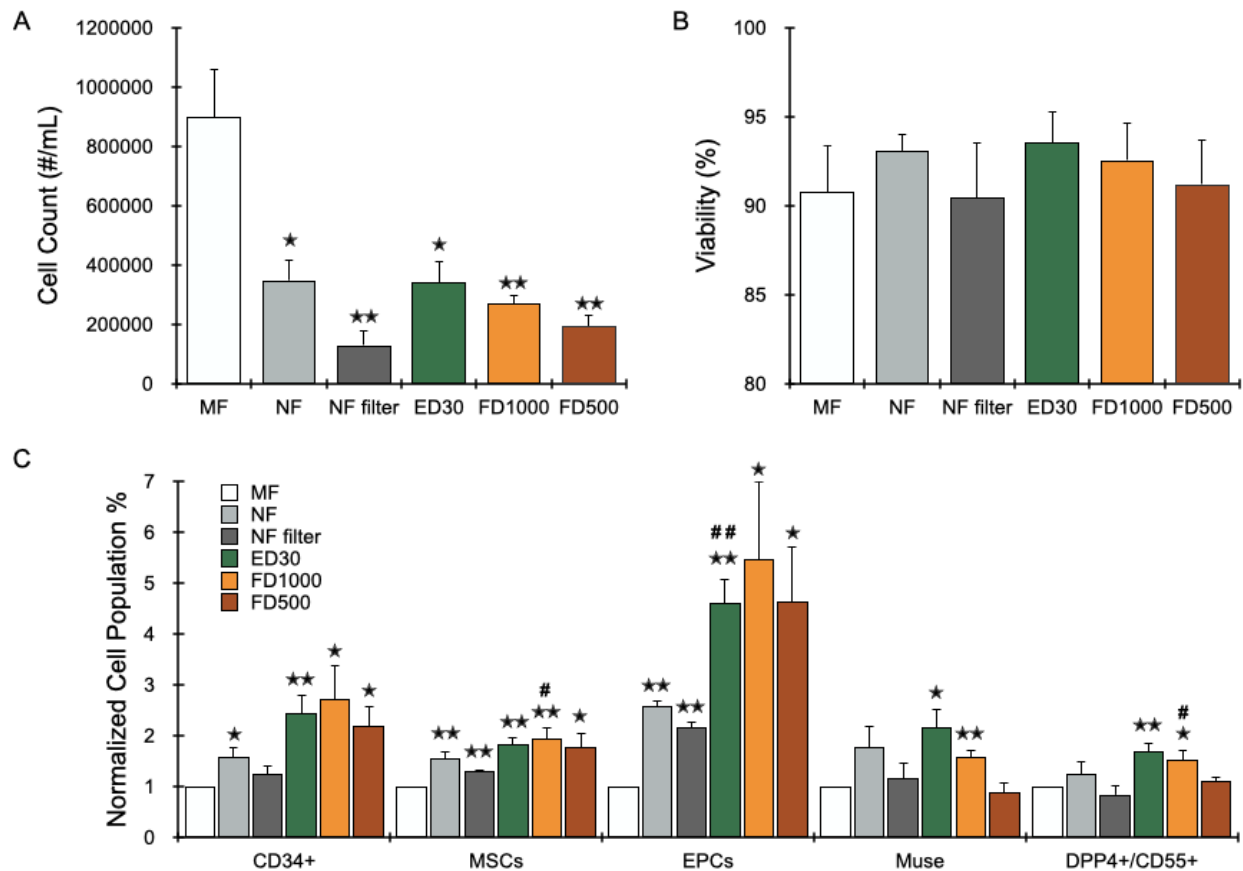 A
Cell Count (#/mL)
1200000
1000000
800000
600000
400000
200000
0
★
★★
★
★★
★★
MF NF NF filter ED30 FD1000 FD500
B
Viability (%)
100
95
90
85
80
MF NF NF filter ED30 FD1000 FD500
C
Normalized Cell Population %
7
6
5
4
3
2
1
0
MF
NF
NF filter
ED30
FD1000
FD500
★ ★★ ★ ★
★★ ★★ ★★ # ★★ ★
★★ ★★ ## ★★ ★ ★
★ ★★
★★ # ★
CD34+ MSCs EPCs Muse DPP4+/CD55+